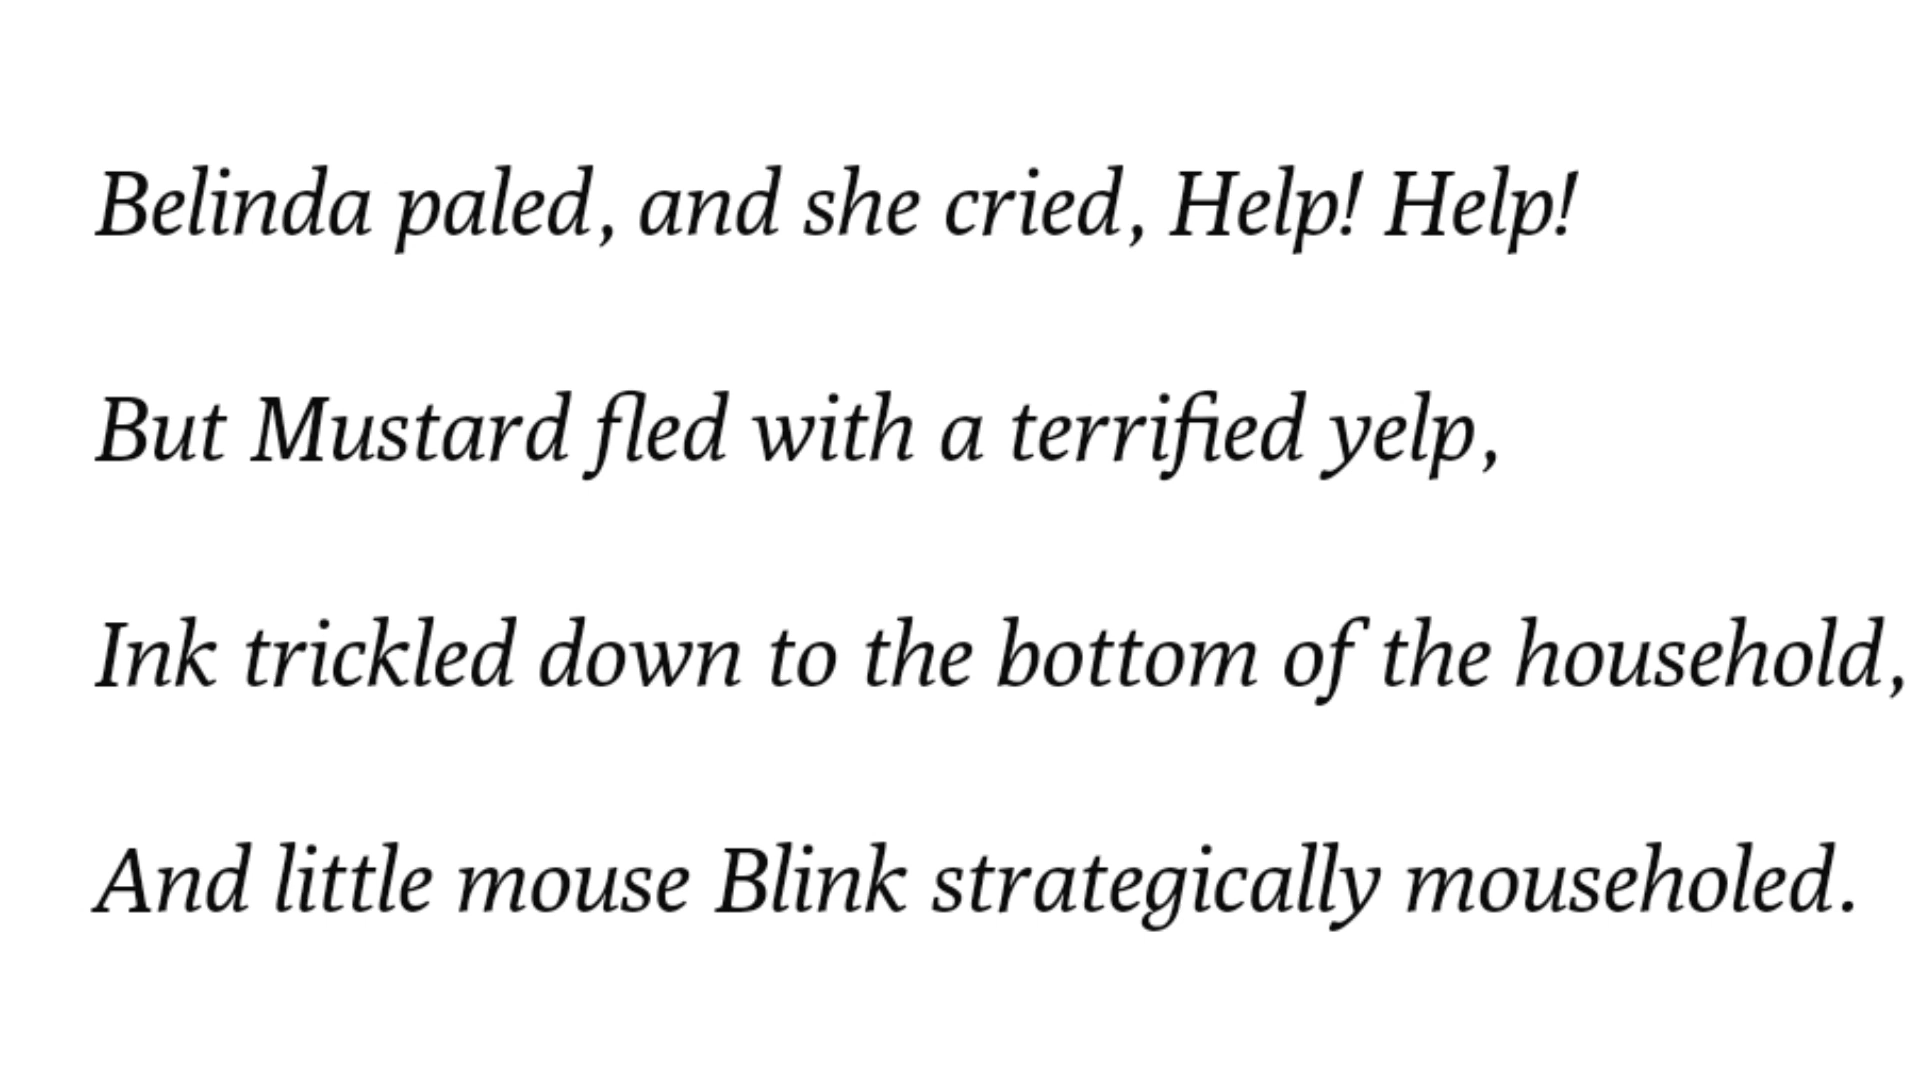 Belinda paled, and she cried, Help! Help!
But Mustard fled with a terrified yelp,
Ink trickled down to the bottom of the household,
And little mouse Blink strategically mouseholed.